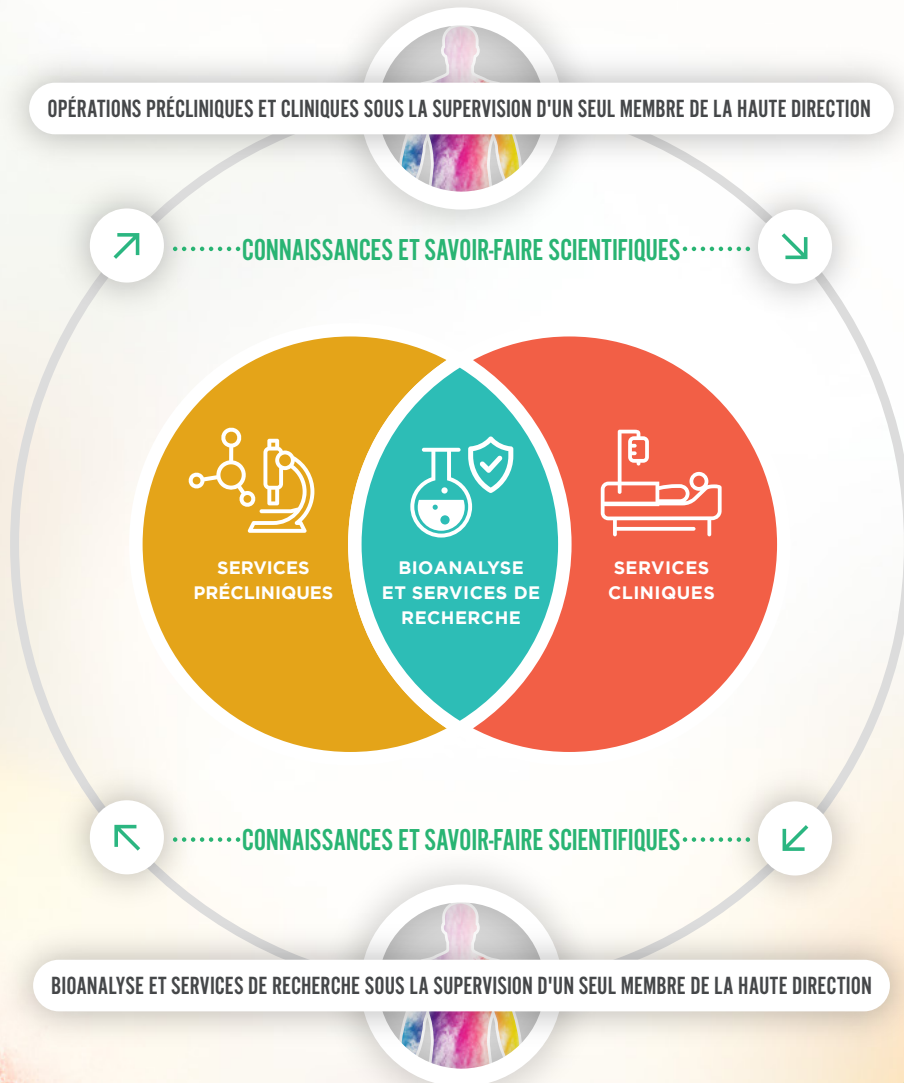 OPÉRATIONS PRÉCLINIQUES ET CLINIQUES SOUS LA SUPERVISION D'UN SEUL MEMBRE DE LA HAUTE DIRECTION
CONNAISSANCES ET SAVOIR-FAIRE SCIENTIFIQUES
SERVICES
PRÉCLINIQUES
BIOANALYSE
ET SERVICES DE
RECHERCHE
SERVICES
CLINIQUES
CONNAISSANCES ET SAVOIR-FAIRE SCIENTIFIQUES
BIOANALYSE ET SERVICES DE RECHERCHE SOUS LA SUPERVISION D'UN SEUL MEMBRE DE LA HAUTE DIRECTION